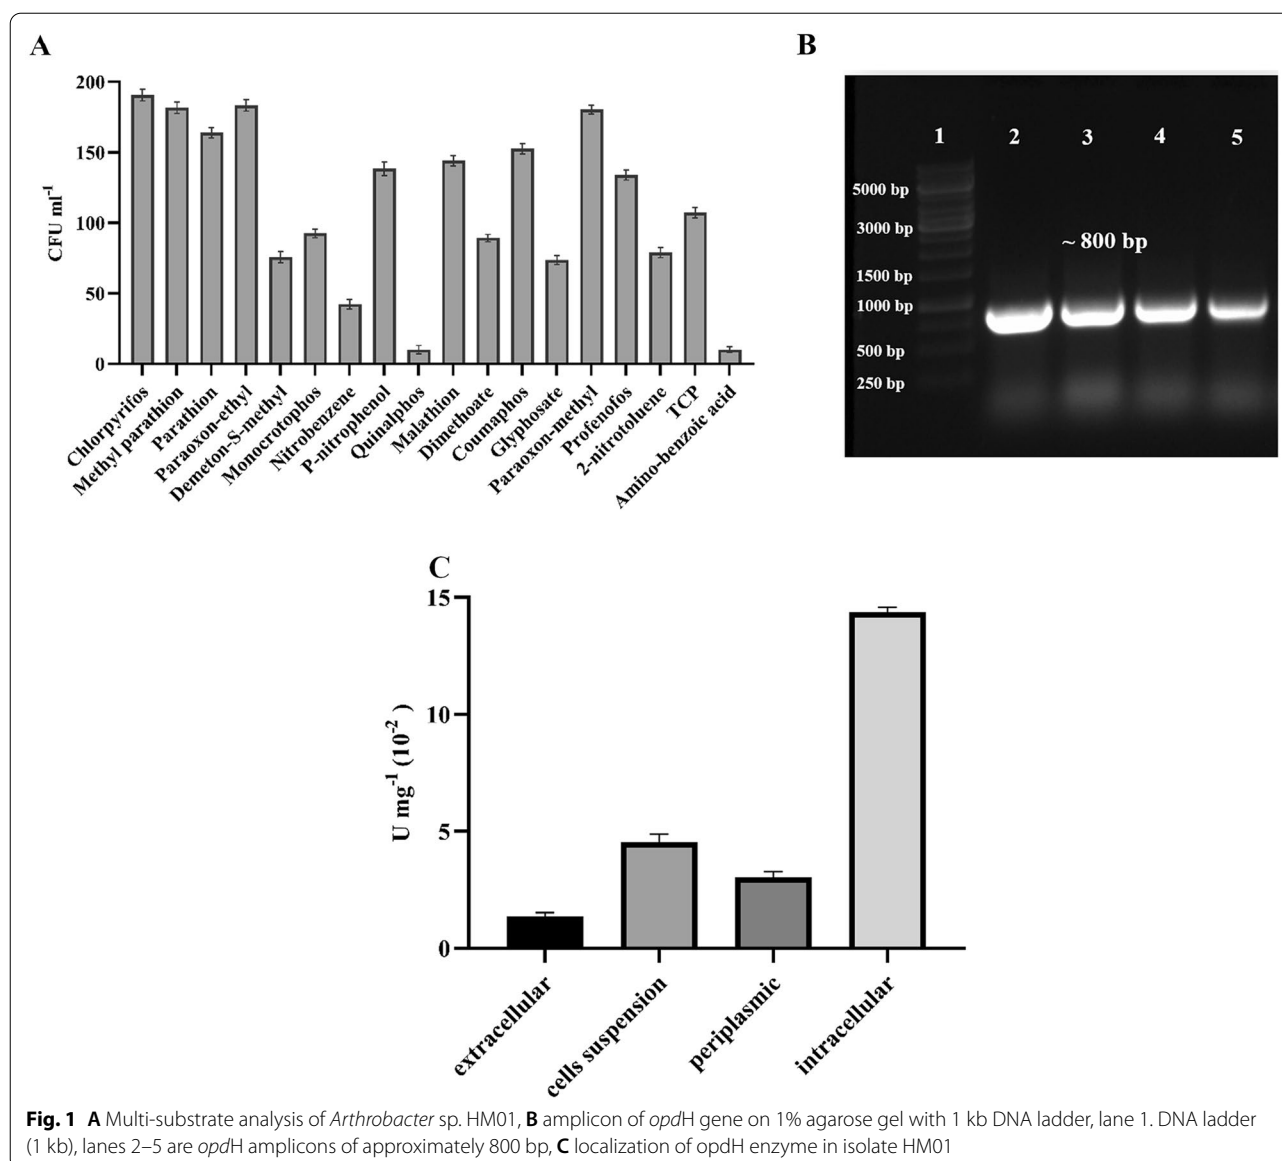 A
200
150
100
50
0
CFU ml⁻¹
Chlorpyrifos
Methyl parathion
Parathion
Paraoxon-ethyl
Demeton-S-methyl
Monocrotophos
Nitrobenzene
P-nitrophenol
Quinalphos
Malathion
Dimethoate
Coumaphos
Glyphosate
Paraoxon-methyl
Profenofos
2-nitrotoluene
TCP
Amino-benzoic acid
B
1 2 3 4 5
5000 bp
3000 bp
~ 800 bp
1500 bp
1000 bp
500 bp
250 bp
C
15
10
5
0
U mg⁻¹ (10⁻²)
extracellular
cells suspension
periplasmic
intracellular
Fig. 1 A Multi-substrate analysis of Arthrobacter sp. HM01, B amplicon of opdH gene on 1% agarose gel with 1 kb DNA ladder, lane 1. DNA ladder
(1 kb), lanes 2–5 are opdH amplicons of approximately 800 bp, C localization of opdH enzyme in isolate HM01